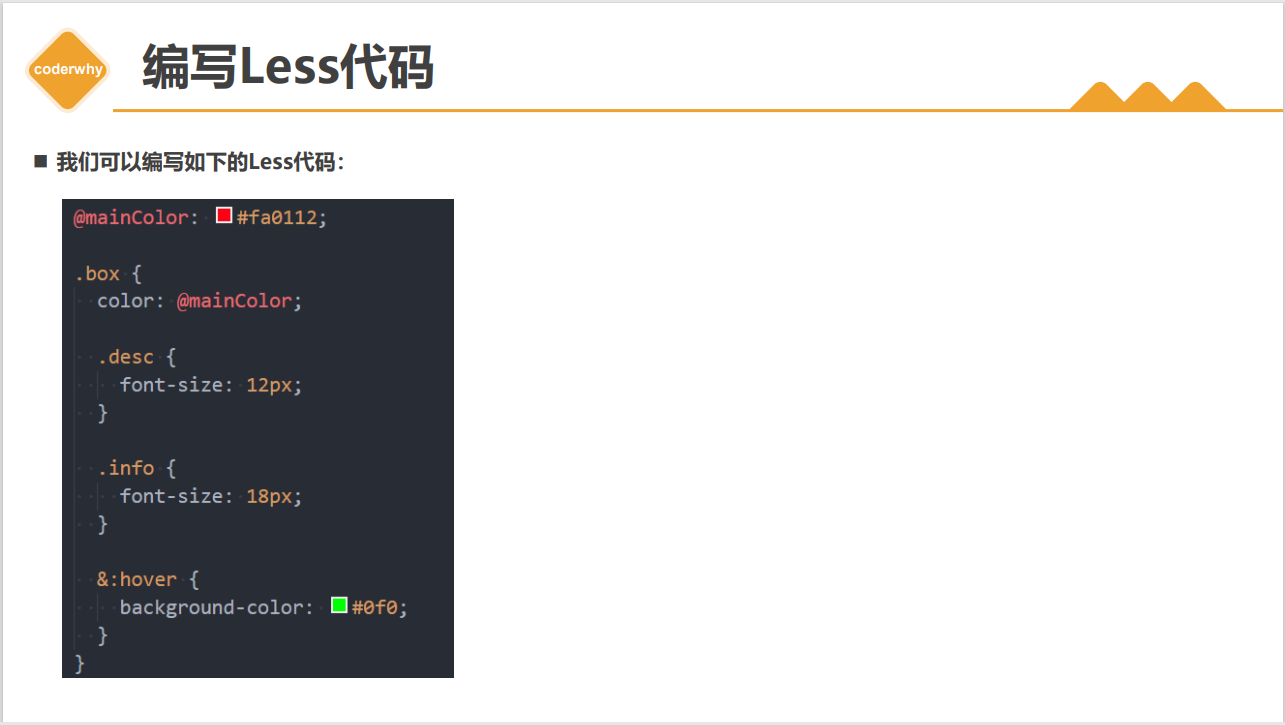 coderwhy
编写Less代码
■ 我们可以编写如下的Less代码：
@mainColor: #fa0112;
.box {
  color: @mainColor;
  .desc {
    font-size: 12px;
  }
  .info {
    font-size: 18px;
  }
  &:hover {
    background-color: #0f0;
  }
}